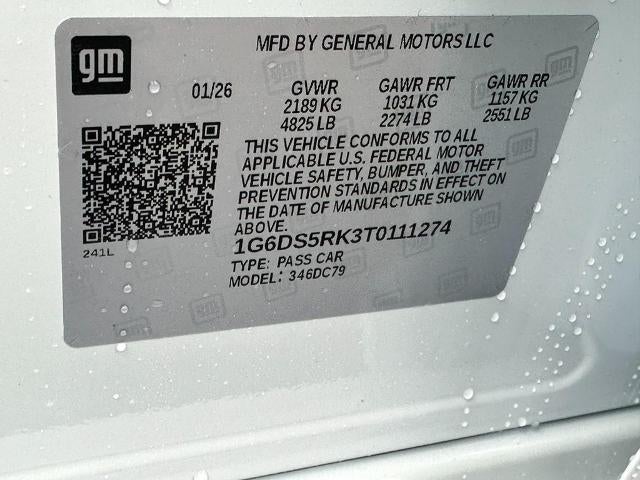 gm
MFD BY GENERAL MOTORS LLC
01/26 GVWR GAWR FRT GAWR RR
2189 KG 1031 KG 1157 KG
4825 LB 2274 LB 2551 LB
THIS VEHICLE CONFORMS TO ALL
APPLICABLE U.S. FEDERAL MOTOR
VEHICLE SAFETY, BUMPER, AND THEFT
PREVENTION STANDARDS IN EFFECT ON
THE DATE OF MANUFACTURE SHOWN
ABOVE.
241L
1G6DS5RK3T0111274
TYPE: PASS CAR
MODEL: 346DC79